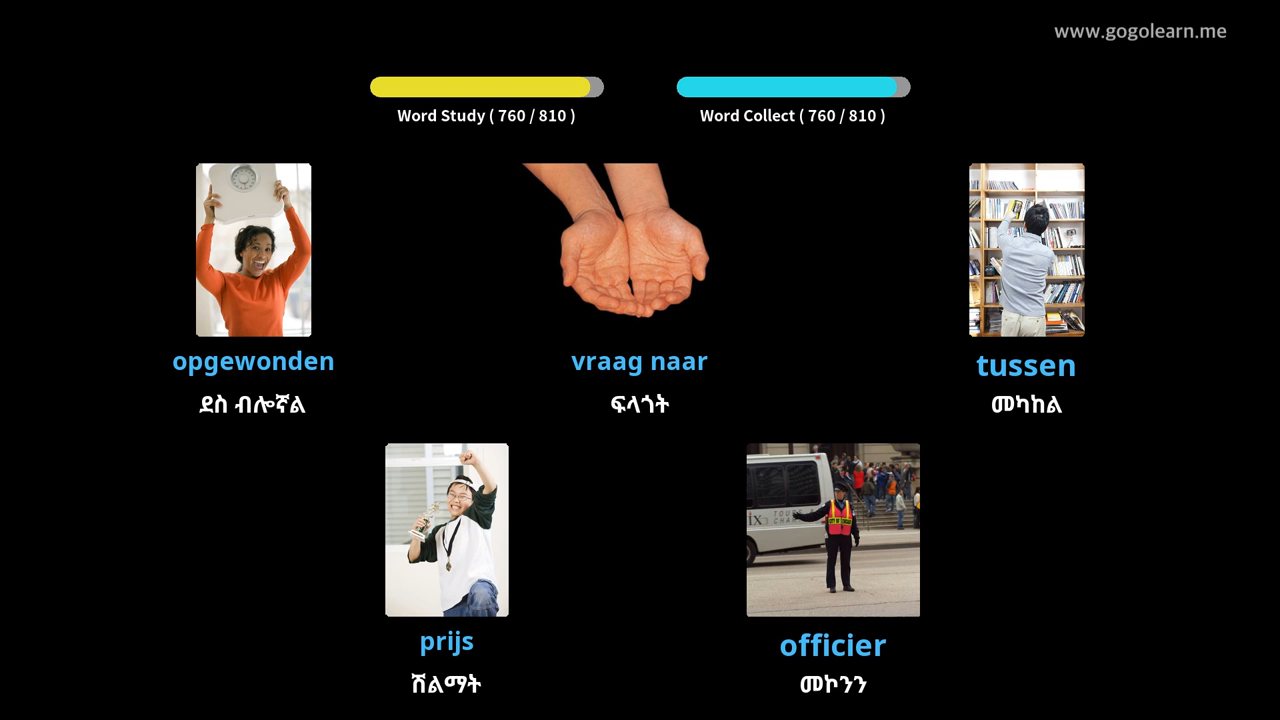 www.gogolearn.me
Word Study ( 760 / 810 )
Word Collect ( 760 / 810 )
opgewonden
vraag naar
tussen
ደስ ብሎኛል
ፍላጎት
መካከል
prijs
officier
ሽልማት
መኮንን